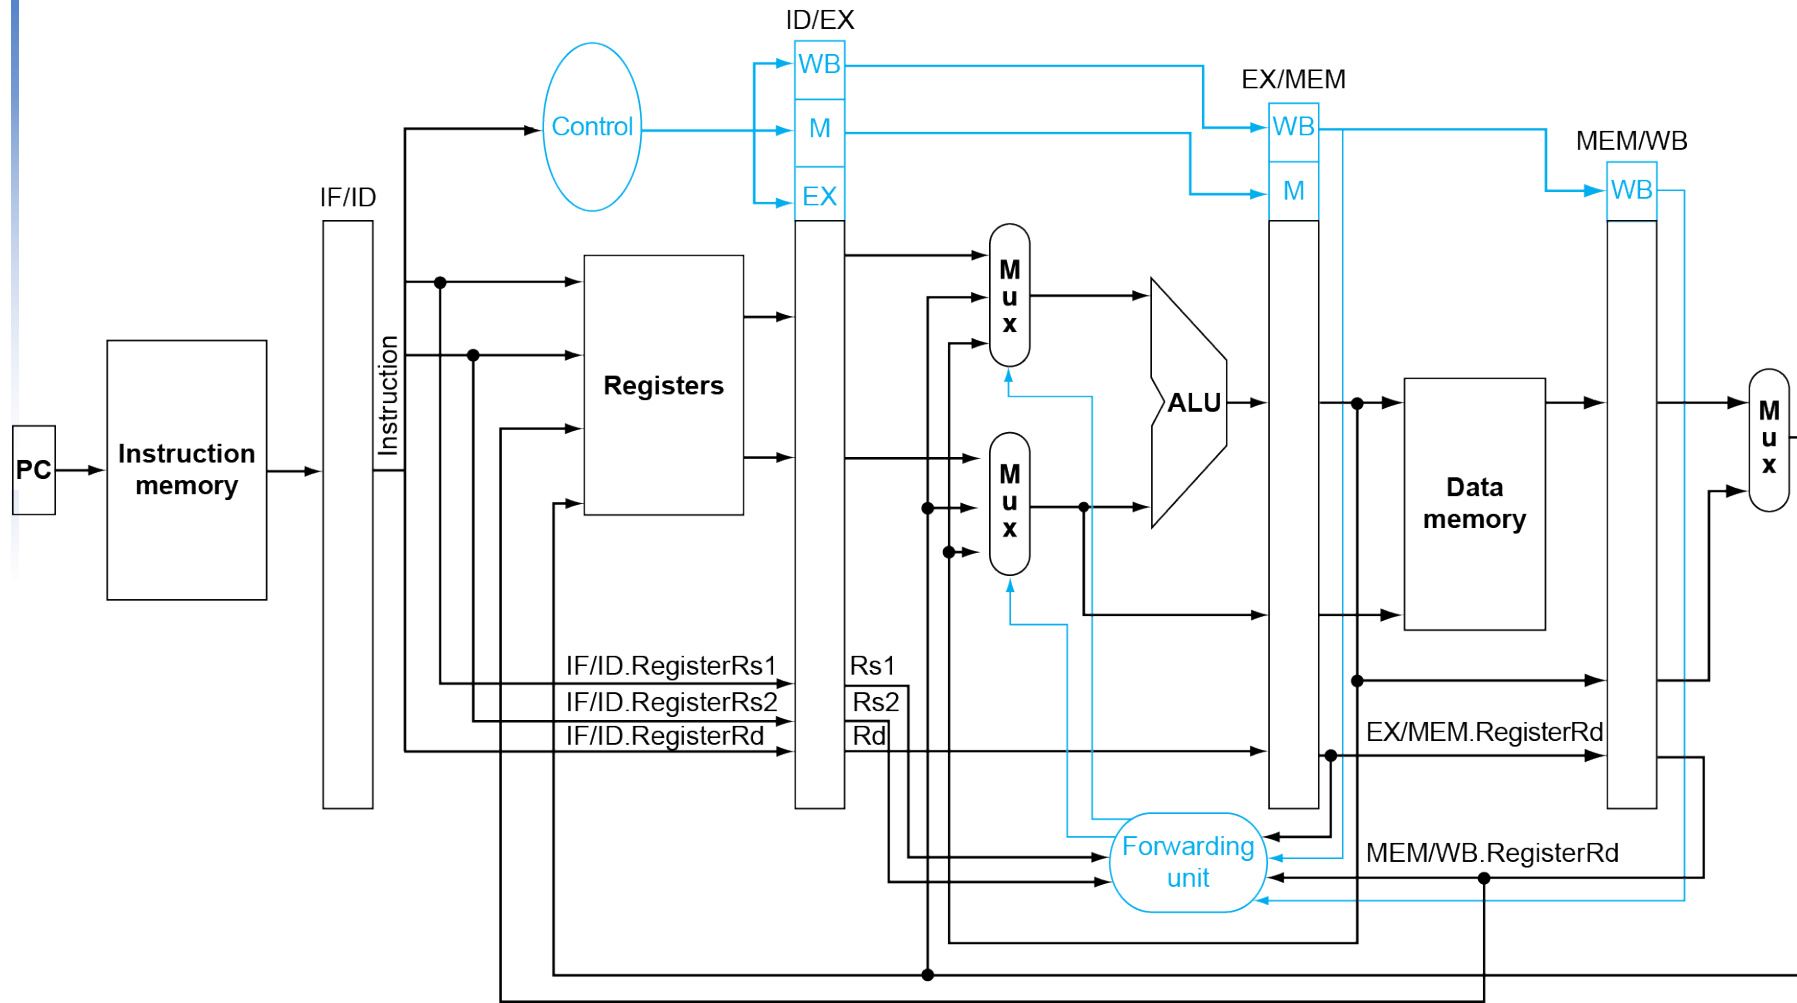 ID/EX
WB
EX/MEM
Control
M
WB
MEM/WB
IF/ID
EX
M
WB
M
u
x
Instruction
Registers
ALU
M
u
x
PC
Instruction
memory
M
u
x
Data
memory
IF/ID.RegisterRs1
Rs1
IF/ID.RegisterRs2
Rs2
IF/ID.RegisterRd
Rd
EX/MEM.RegisterRd
Forwarding
unit
MEM/WB.RegisterRd